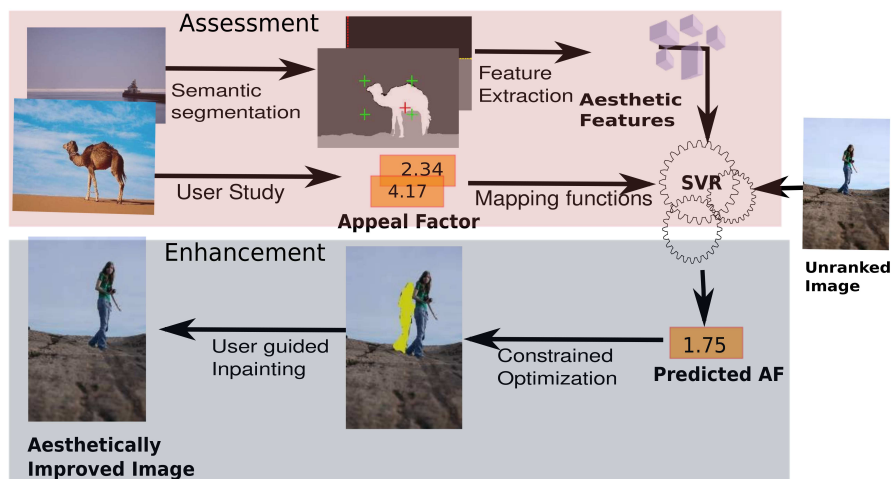 Assessment
Semantic
segmentation
Feature
Extraction
Aesthetic
Features
User Study
2.34
4.17
Appeal Factor
Mapping functions
SVR
Unranked
Image
Enhancement
User guided
Inpainting
Constrained
Optimization
1.75
Predicted AF
Aesthetically
Improved Image